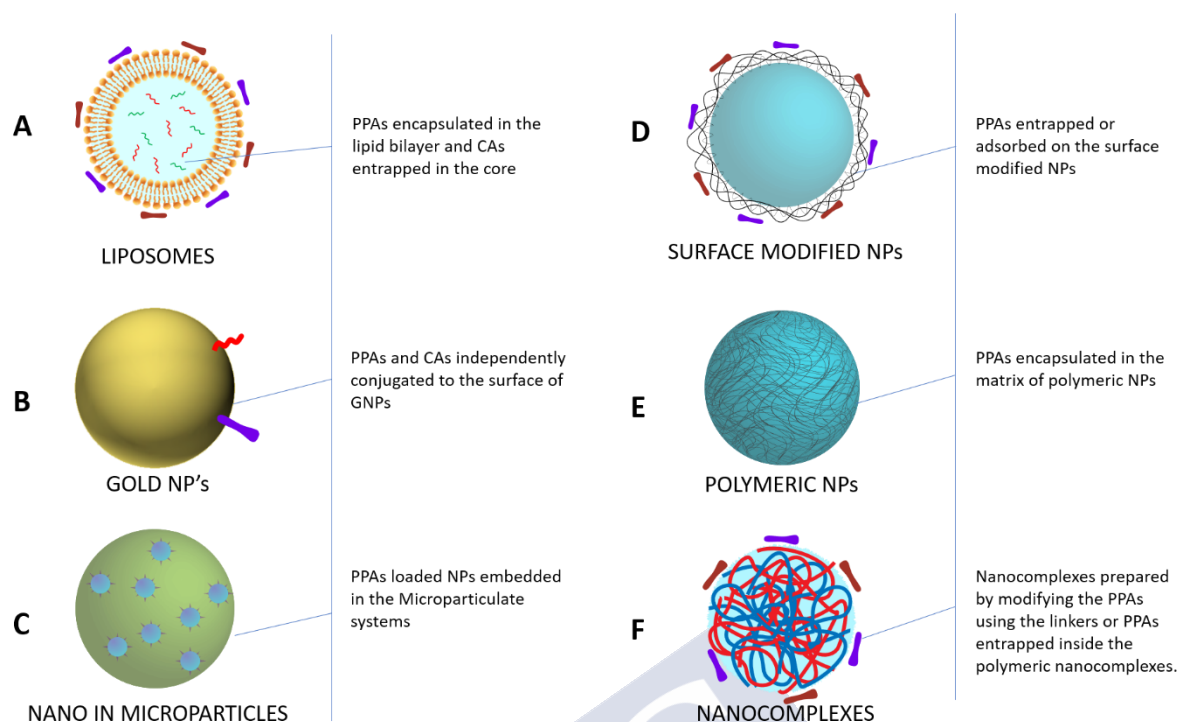 A
PPAs encapsulated in the
lipid bilayer and CAs
entrapped in the core
LIPOSOMES
B
PPAs and CAs independently
conjugated to the surface of
GNPs
GOLD NP's
C
PPAs loaded NPs embedded
in the Microparticulate
systems
NANO IN MICROPARTICLES
D
PPAs entrapped or
adsorbed on the surface
modified NPs
SURFACE MODIFIED NPs
E
PPAs encapsulated in the
matrix of polymeric NPs
POLYMERIC NPs
F
Nanocomplexes prepared
by modifying the PPAs
using the linkers or PPAs
entrapped inside the
polymeric nanocomplexes.
NANOCOMPLEXES